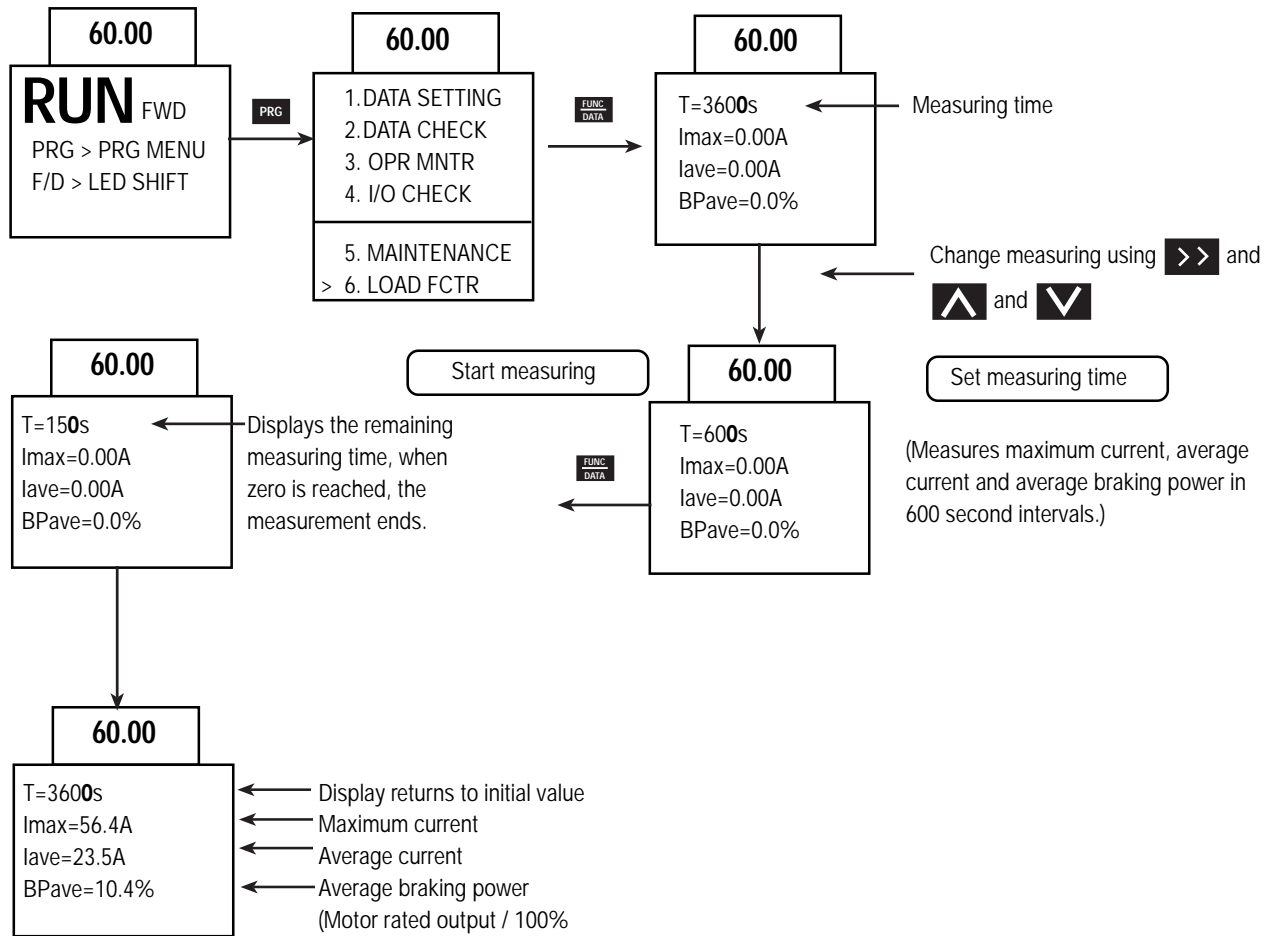 60.00
RUN FWD
PRG > PRG MENU
F/D > LED SHIFT
PRG
60.00
1.DATA SETTING
2.DATA CHECK
3. OPR MNTR
4. I/O CHECK
5. MAINTENANCE
> 6. LOAD FCTR
FUNC
DATA
60.00
T=3600s
Imax=0.00A
Iave=0.00A
BPave=0.0%
Measuring time
Change measuring using >> and
∧ and ∨
60.00
T=600s
Imax=0.00A
Iave=0.00A
BPave=0.0%
Set measuring time
(Measures maximum current, average
current and average braking power in
600 second intervals.)
Start measuring
FUNC
DATA
60.00
T=150s
Imax=0.00A
Iave=0.00A
BPave=0.0%
Displays the remaining
measuring time, when
zero is reached, the
measurement ends.
60.00
T=3600s
Imax=56.4A
Iave=23.5A
BPave=10.4%
Display returns to initial value
Maximum current
Average current
Average braking power
(Motor rated output / 100%